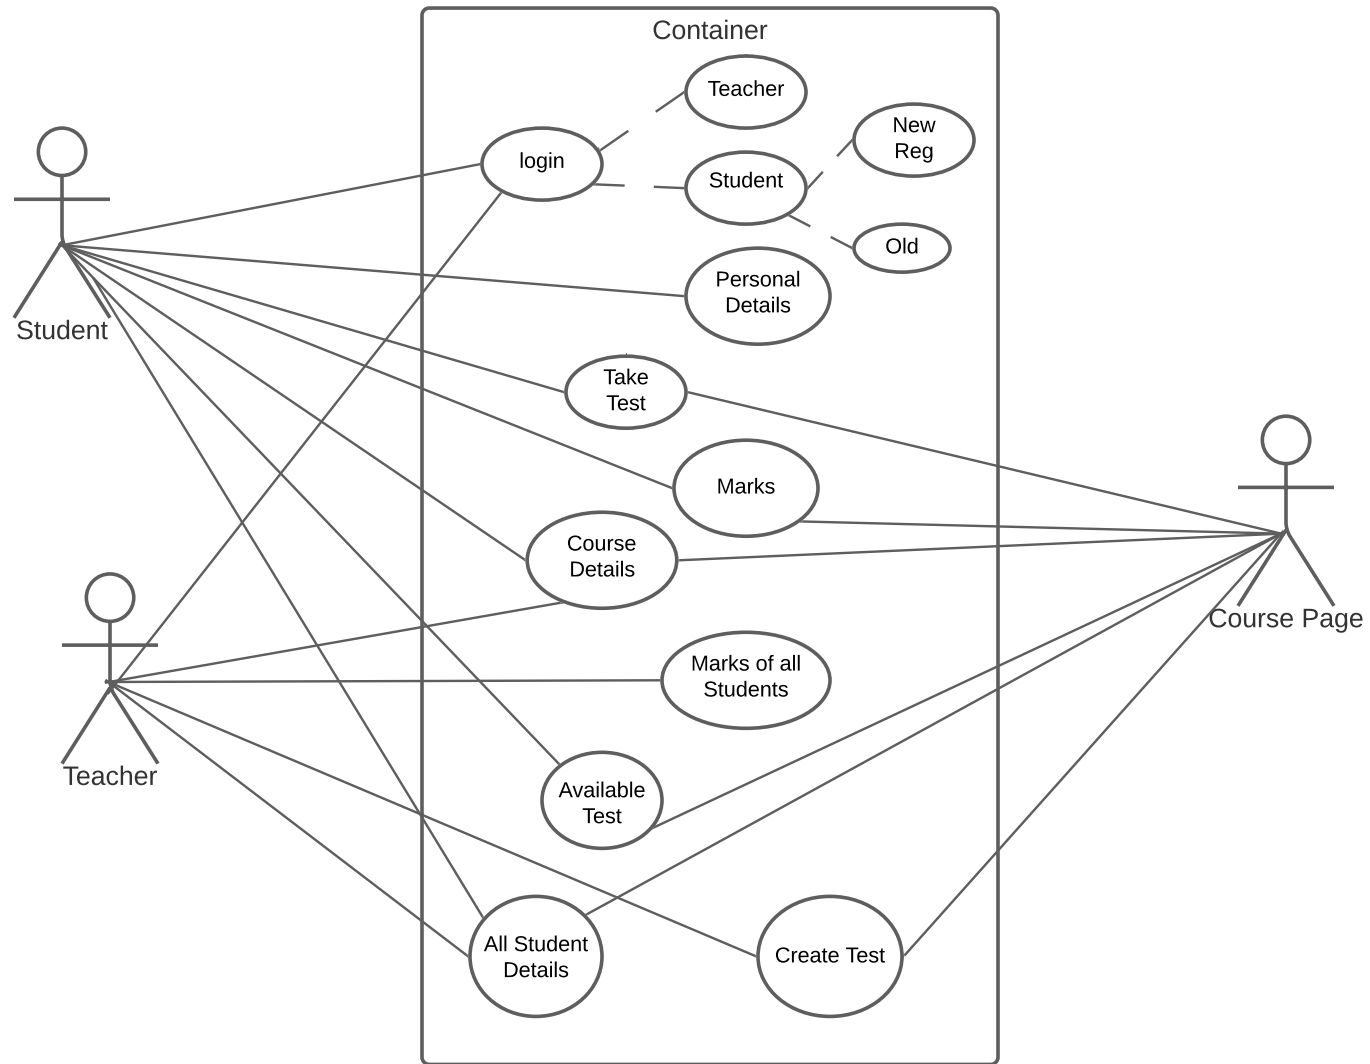 Container
Teacher
New
Reg
login
Student
Old
Personal
Details
Student
Take
Test
Marks
Course
Details
Course Page
Marks of all
Students
Teacher
Available
Test
All Student
Details
Create Test